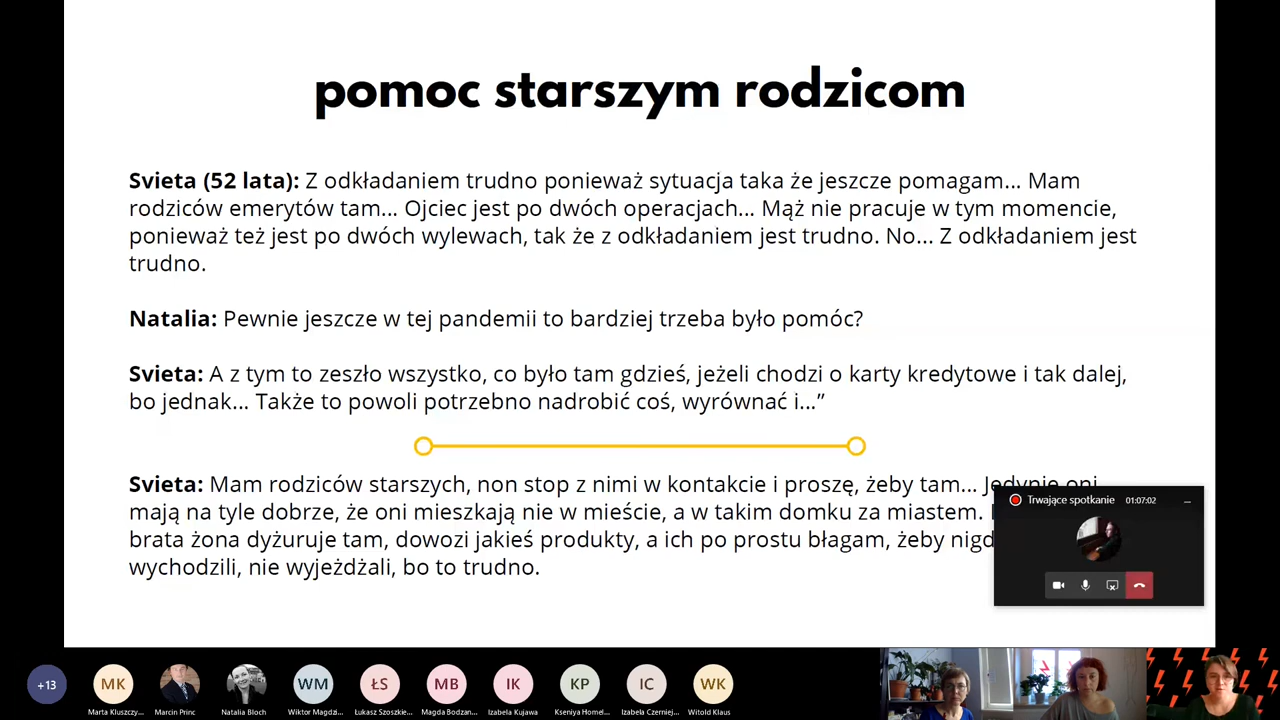 pomoc starszym rodzicom
Svieta (52 lata): Z odkładaniem trudno ponieważ sytuacja taka że jeszcze pomagam... Mam
rodziców emerytów tam... Ojciec jest po dwóch operacjach... Mąż nie pracuje w tym momencie,
ponieważ też jest po dwóch wylewach, tak że z odkładaniem jest trudno. No... Z odkładaniem jest
trudno.
Natalia: Pewnie jeszcze w tej pandemii to bardziej trzeba było pomóc?
Svieta: A z tym to zeszło wszystko, co było tam gdzieś, jeżeli chodzi o karty kredytowe i tak dalej,
bo jednak... Także to powoli potrzebno nadrobić coś, wyrównać i...”
Svieta: Mam rodziców starszych, non stop z nimi w kontakcie i proszę, żeby tam... Jedynie oni
mają na tyle dobrze, że oni mieszkają nie w mieście, a w takim domku za miastem.
brata żona dyżuruje tam, dowozi jakieś produkty, a ich po prostu błagam, żeby nigd
wychodzili, nie wyjeżdżali, bo to trudno.
Trwające spotkanie 01:07:02
+13 MK WM ŁS MB IK KP IC WK
Marta Kluszczy... Marcin Princ Natalia Bloch Wiktor Magdzi... Łukasz Szoszkie... Magda Bodzan... Izabela Kujawa Kseniya Homel... Izabela Czerniej... Witold Klaus